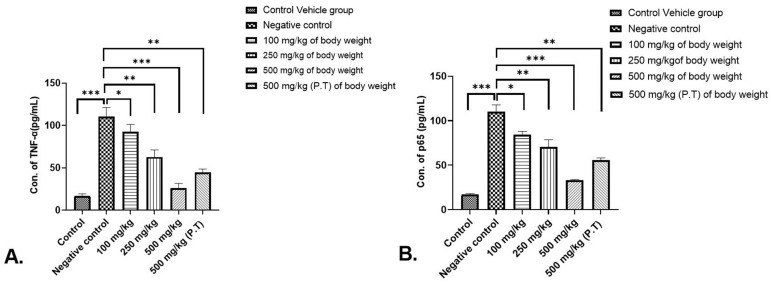 Control Vehicle group
Negative control
100 mg/kg of body weight
250 mg/kg of body weight
500 mg/kg of body weight
500 mg/kg (P.T) of body weight
**
***
**
***
*
Con. of TNF-α(pg/mL)
150
100
50
0
Control
Negative control
100 mg/kg
250 mg/kg
500 mg/kg
500 mg/kg (P.T)
A.
Control Vehicle group
Negative control
100 mg/kg of body weight
250 mg/kgof body weight
500 mg/kg of body weight
500 mg/kg (P.T) of body weight
**
***
**
***
*
Con. of p65 (pg/mL)
150
100
50
0
Control
Negative control
100 mg/kg
250 mg/kg
500 mg/kg
500 mg/kg (P.T)
B.